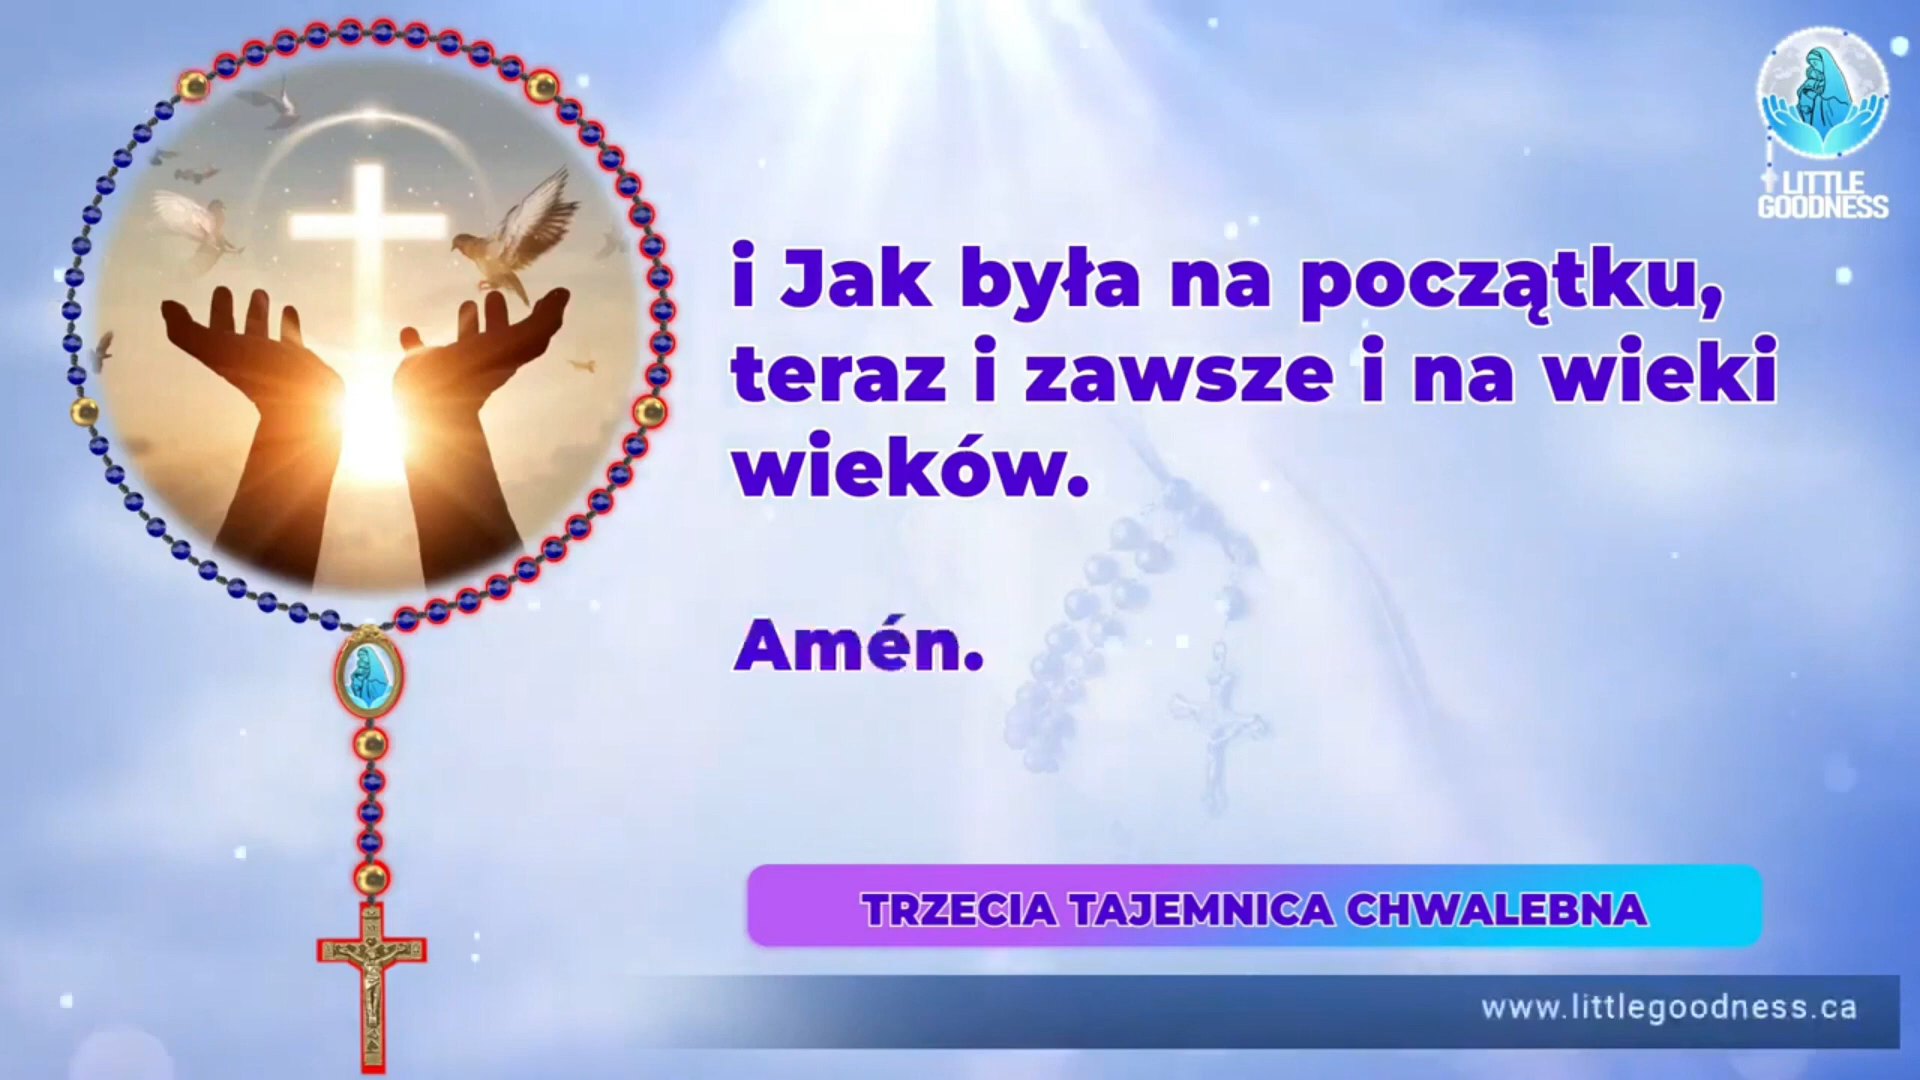 i Jak była na początku,
teraz i zawsze i na wieki
wieków.
Amén.
TRZECIA TAJEMNICA CHWALEBNA
www.littlegoodness.ca
LITTLE
GOODNESS